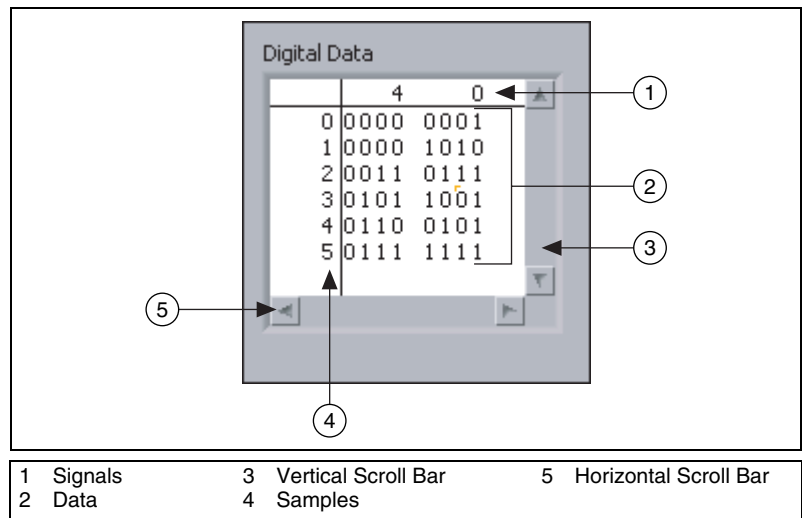 Digital Data
4 0
0 0000 0001
1 0000 1010
2 0011 0111
3 0101 1001
4 0110 0101
5 0111 1111
1
2
3
5
4
1 Signals 3 Vertical Scroll Bar 5 Horizontal Scroll Bar
2 Data 4 Samples